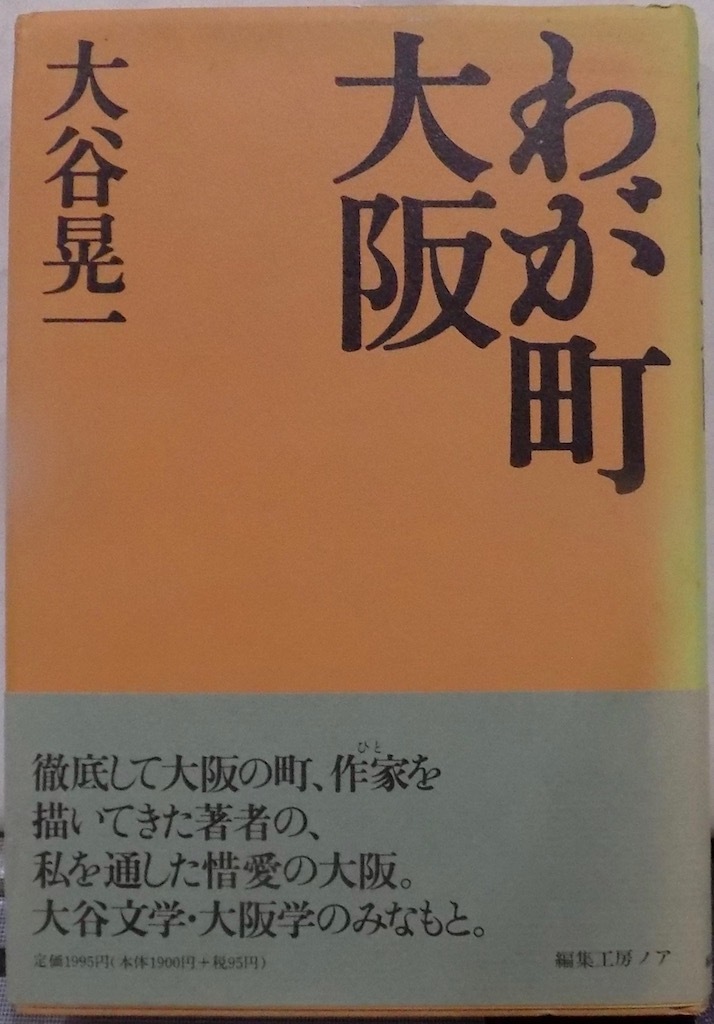 わが町
大阪
大谷晃一
徹底して大阪の町、作家を
ひと
描いてきた著者の、
私を通した惜愛の大阪。
大谷文学・大阪学のみなもと。
定価1995円(本体1900円+税95円)
編集工房ノア